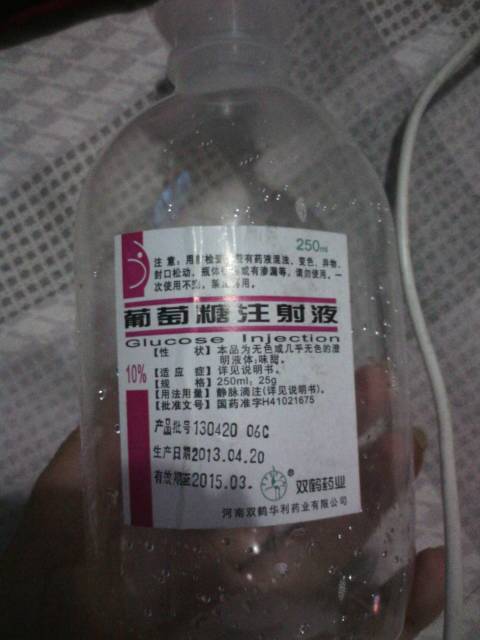 250ml
注意：用前检查 有药液混浊、变色、异物、
封口松动、瓶体 或有渗漏等，请勿使用。一
次使用不 ，禁 用。
葡萄糖注射液
Glucose Injection
10%
【性 状】本品为无色或几乎无色的澄
明液体；味甜。
【适 应 症】详见说明书。
【规 格】250ml：25g
【用法用量】静脉滴注(详见说明书)。
【批准文号】国药准字H41021675
产品批号130420 06C
生产日期2013.04.20
有效期至2015.03.
双鹤药业
河南双鹤华利药业有限公司